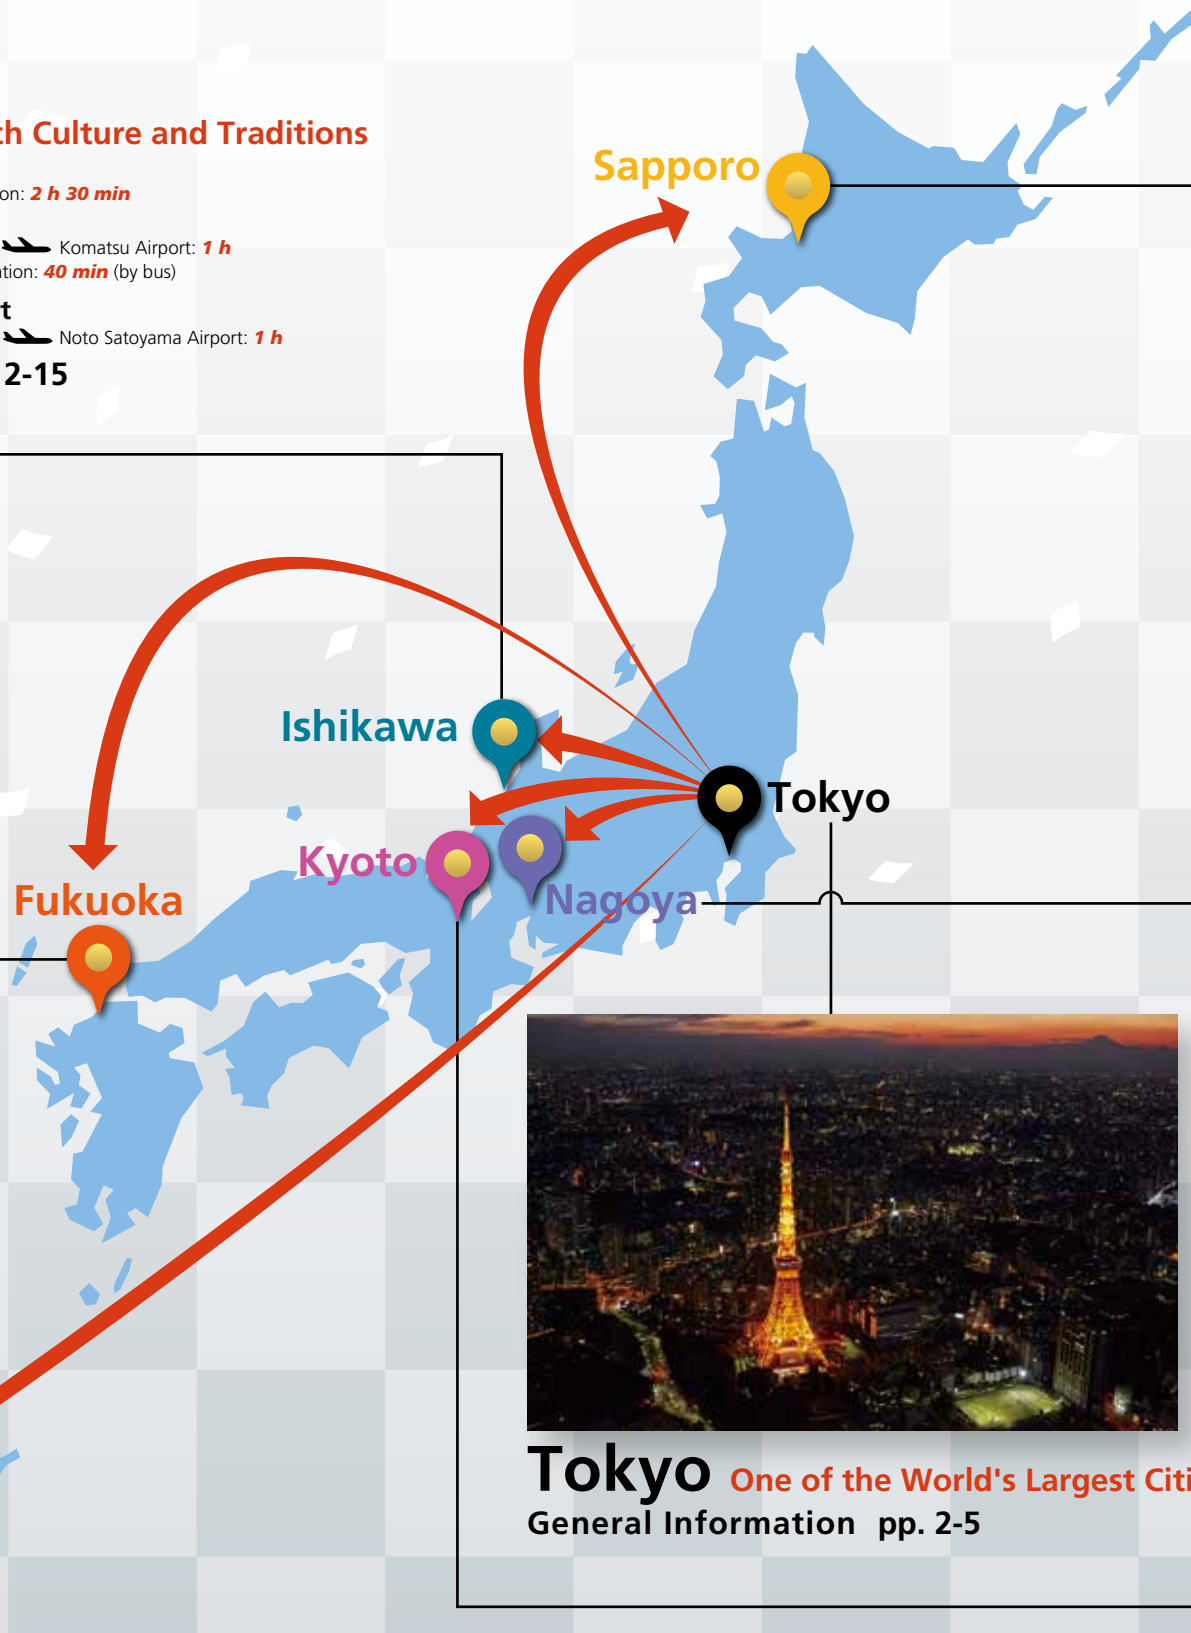 ch Culture and Traditions
on: 2 h 30 min
Komatsu Airport: 1 h
ation: 40 min (by bus)
t
Noto Satoyama Airport: 1 h
2-15
Sapporo
Ishikawa
Tokyo
Kyoto
Nagoya
Fukuoka
Tokyo One of the World's Largest Citi
General Information pp. 2-5